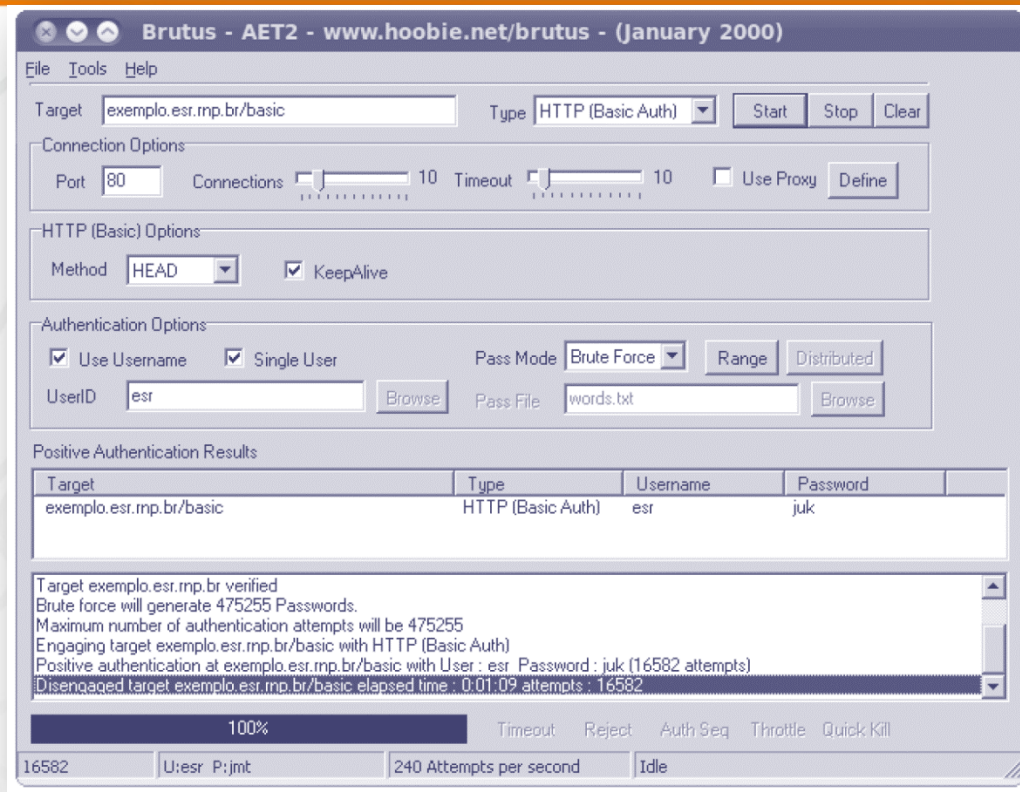 Brutus - AET2 - www.hoobie.net/brutus - (January 2000)
File Tools Help
Target exemplo.esr.rnp.br/basic Type HTTP (Basic Auth) Start Stop Clear
Connection Options
Port 80 Connections 10 Timeout 10 Use Proxy Define
HTTP (Basic) Options
Method HEAD KeepAlive
Authentication Options
Use Username Single User Pass Mode Brute Force Range Distributed
UserID esr Browse Pass File words.txt Browse
Positive Authentication Results
Target Type Username Password
exemplo.esr.rnp.br/basic HTTP (Basic Auth) esr juk
Target exemplo.esr.rnp.br verified
Brute force will generate 475255 Passwords.
Maximum number of authentication attempts will be 475255
Engaging target exemplo.esr.rnp.br/basic with HTTP (Basic Auth)
Positive authentication at exemplo.esr.rnp.br/basic with User : esr Password : juk (16582 attempts)
Disengaged target exemplo.esr.rnp.br/basic elapsed time : 0:01:09 attempts : 16582
100% Timeout Reject Auth Seq Throttle Quick Kill
16582 U:esr P:jmt 240 Attempts per second Idle